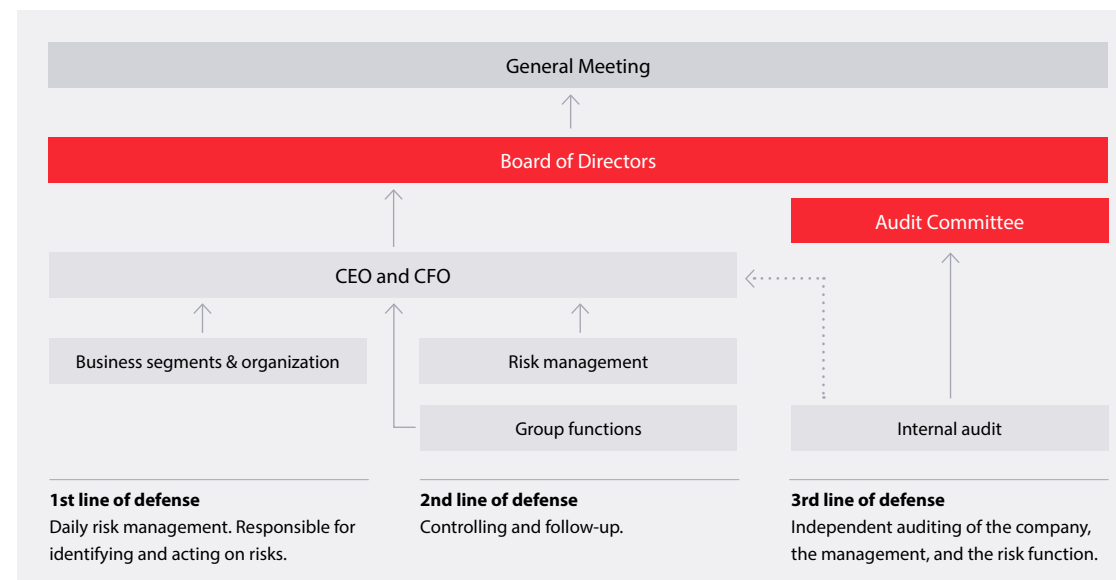 General Meeting
Board of Directors
Audit Committee
CEO and CFO
Business segments & organization
Risk management
Group functions
Internal audit
1st line of defense
Daily risk management. Responsible for
identifying and acting on risks.
2nd line of defense
Controlling and follow-up.
3rd line of defense
Independent auditing of the company,
the management, and the risk function.